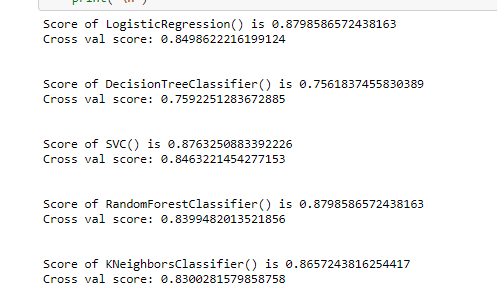 print("\n")
Score of LogisticRegression() is 0.8798586572438163
Cross val score: 0.8498622216199124
Score of DecisionTreeClassifier() is 0.7561837455830389
Cross val score: 0.7592251283672885
Score of SVC() is 0.8763250883392226
Cross val score: 0.8463221454277153
Score of RandomForestClassifier() is 0.8798586572438163
Cross val score: 0.8399482013521856
Score of KNeighborsClassifier() is 0.8657243816254417
Cross val score: 0.8300281579858758